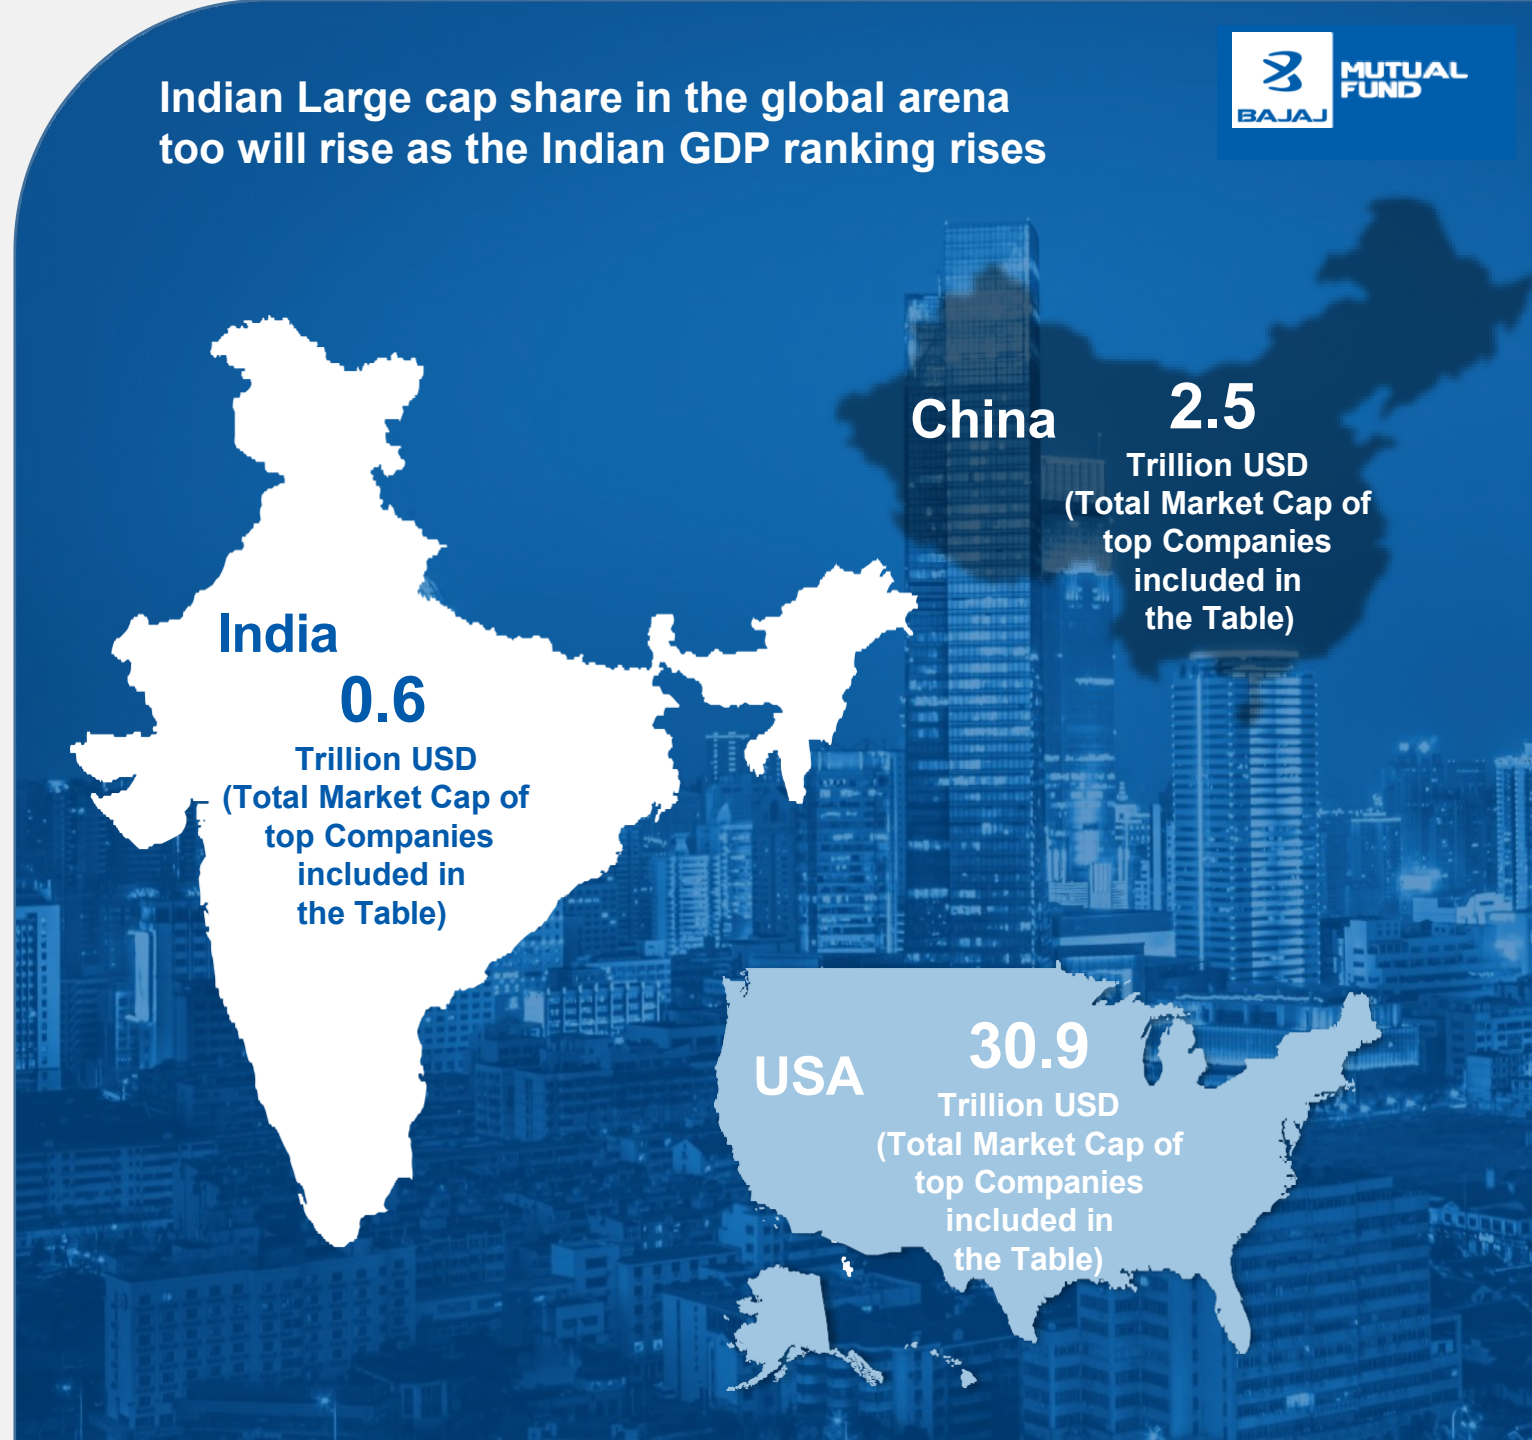 Indian Large cap share in the global arena
too will rise as the Indian GDP ranking rises
BAJAJ
MUTUAL
FUND
China
2.5
Trillion USD
(Total Market Cap of
top Companies
included in
the Table)
India
0.6
Trillion USD
(Total Market Cap of
top Companies
included in
the Table)
USA
30.9
Trillion USD
(Total Market Cap of
top Companies
included in
the Table)